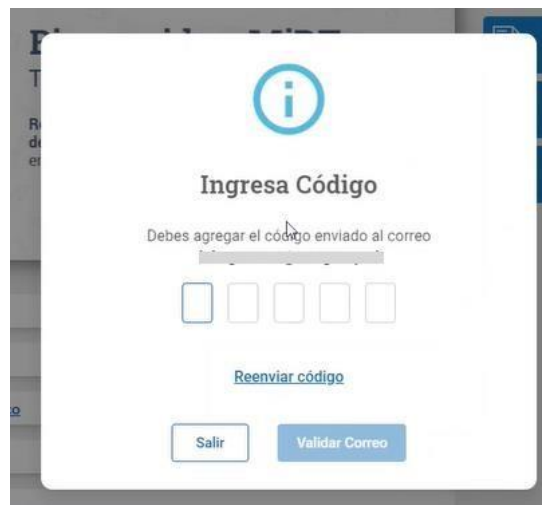 Ingresa Código
Debes agregar el código enviado al correo
Reenviar código
Salir
Validar Correo